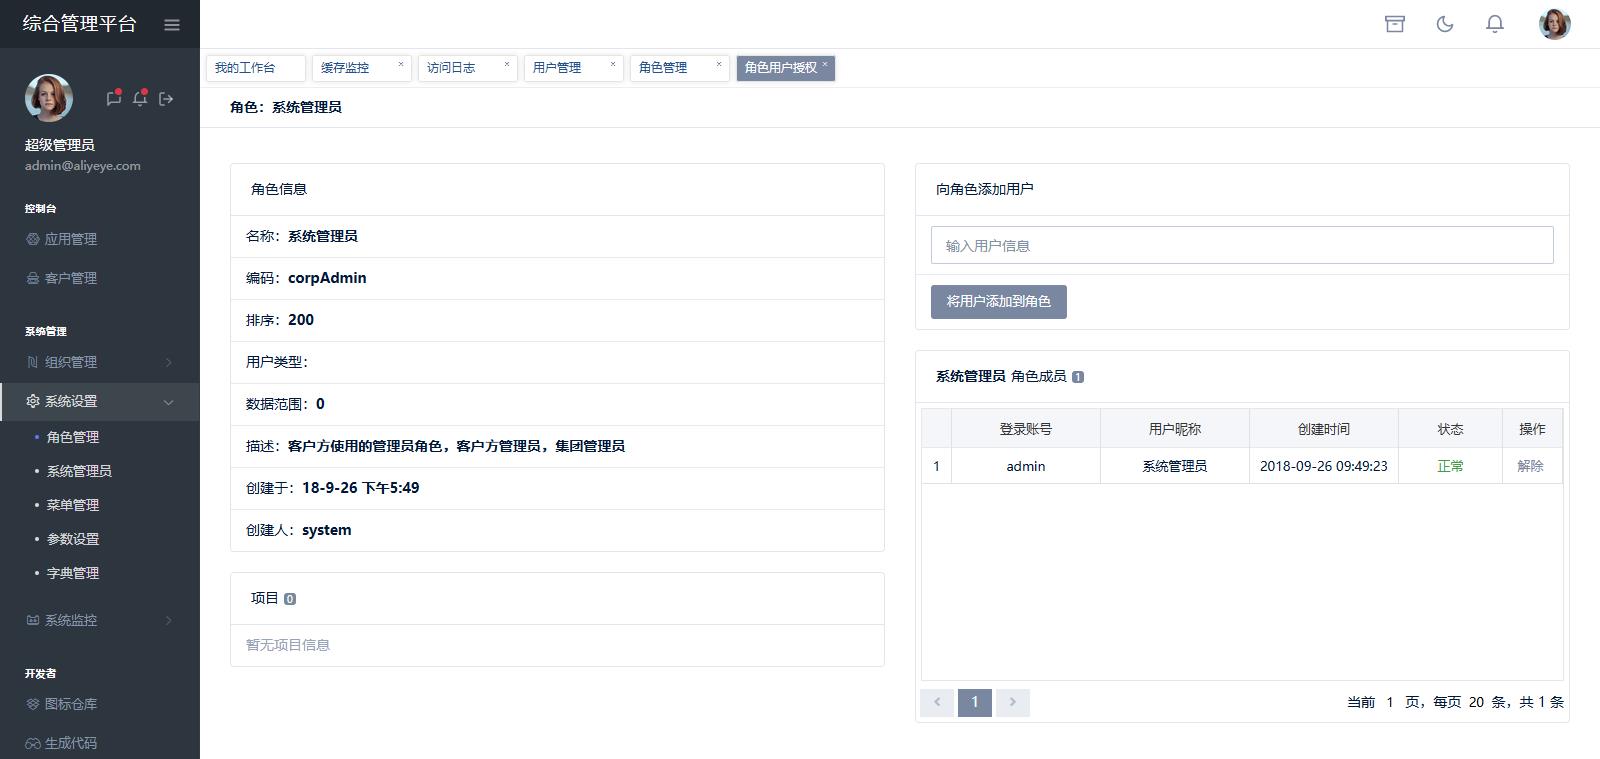 综合管理平台
我的工作台
缓存监控
访问日志
用户管理
角色管理
角色用户授权
超级管理员
admin@aliyeye.com
控制台
应用管理
客户管理
系统管理
组织管理
系统设置
角色管理
系统管理员
菜单管理
参数设置
字典管理
系统监控
开发者
图标仓库
生成代码
角色：系统管理员
角色信息
名称：系统管理员
编码：corpAdmin
排序：200
用户类型：
数据范围：0
描述：客户方使用的管理员角色，客户方管理员，集团管理员
创建于：18-9-26 下午5:49
创建人：system
项目 0
暂无项目信息
向角色添加用户
输入用户信息
将用户添加到角色
系统管理员 角色成员 1
登录账号 用户昵称 创建时间 状态 操作
1 admin 系统管理员 2018-09-26 09:49:23 正常 解除
1
当前 1 页，每页 20 条，共 1 条